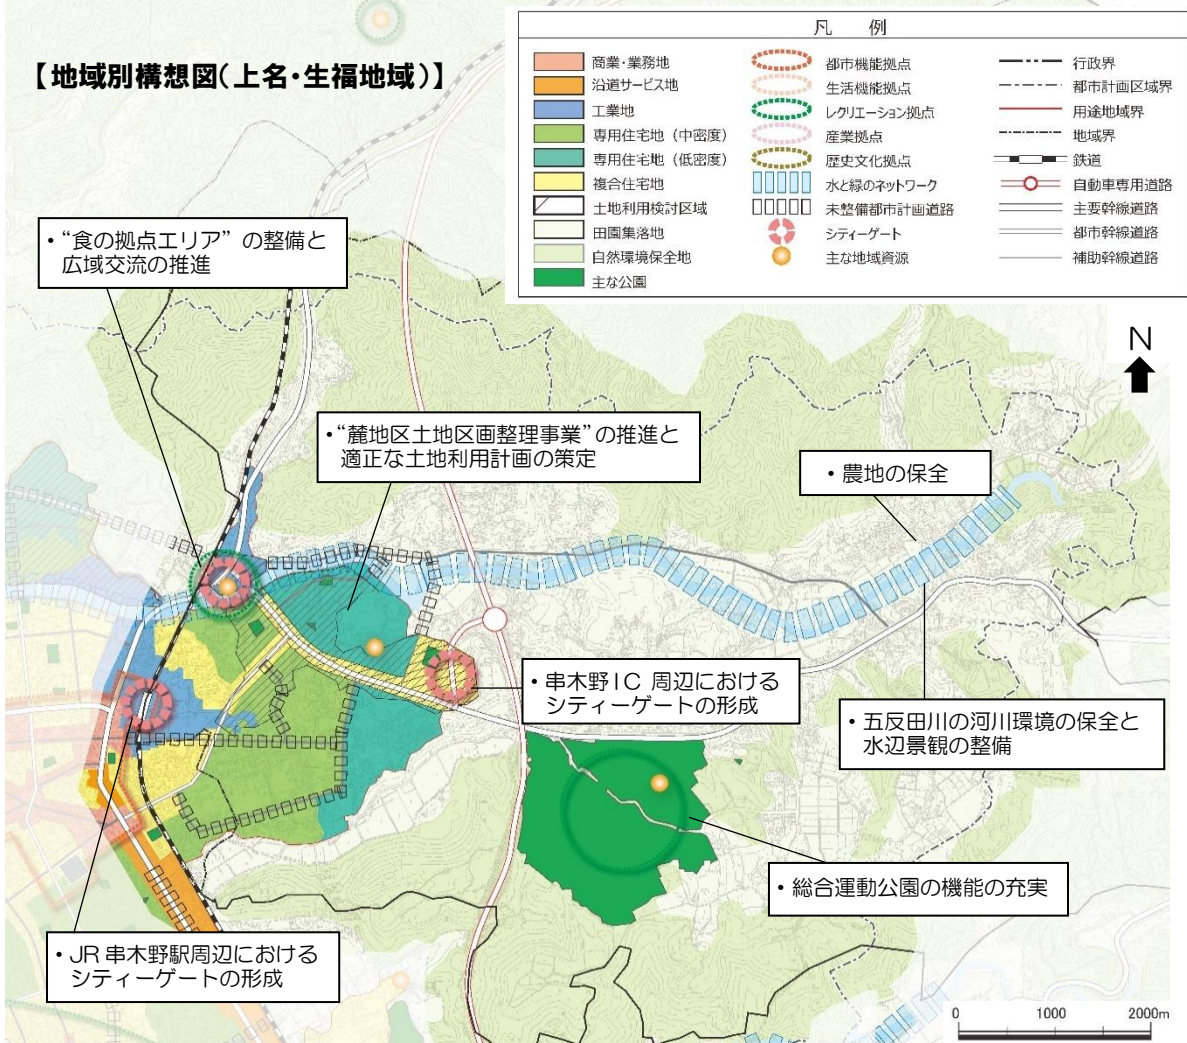 【地域別構想図(上名・生福地域)】
凡 例
商業・業務地
沿道サービス地
工業地
専用住宅地（中密度）
専用住宅地（低密度）
複合住宅地
土地利用検討区域
田園集落地
自然環境保全地
主な公園
都市機能拠点
生活機能拠点
レクリエーション拠点
産業拠点
歴史文化拠点
水と緑のネットワーク
未整備都市計画道路
シティーゲート
主な地域資源
行政界
都市計画区域界
用途地域界
地域界
鉄道
自動車専用道路
主要幹線道路
都市幹線道路
補助幹線道路
・“食の拠点エリア” の整備と
広域交流の推進
N
・“麓地区土地区画整理事業”の推進と
適正な土地利用計画の策定
・農地の保全
・串木野IC 周辺における
シティーゲートの形成
・五反田川の河川環境の保全と
水辺景観の整備
・総合運動公園の機能の充実
・JR 串木野駅周辺における
シティーゲートの形成
0 1000 2000m